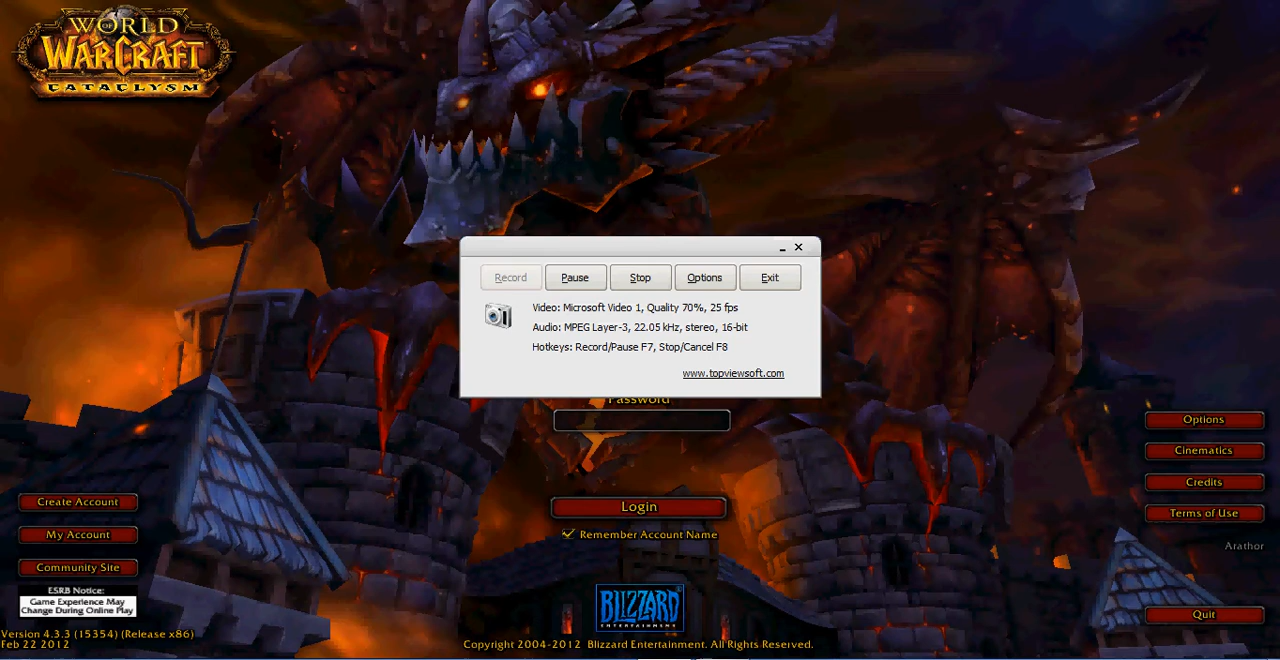 WORLD
OF
WARCRAFT
CATACLYSM
Record
Pause
Stop
Options
Exit
Video: Microsoft Video 1, Quality 70%, 25 fps
Audio: MPEG Layer-3, 22.05 kHz, stereo, 16-bit
Hotkeys: Record/Pause F7, Stop/Cancel F8
www.topviewsoft.com
Password
Login
Remember Account Name
Create Account
My Account
Community Site
ESRB Notice:
Game Experience May
Change During Online Play
Version 4.3.3 (15354) (Release x86)
Feb 22 2012
Options
Cinematics
Credits
Terms of Use
Arathor
Quit
BLIZZARD
ENTERTAINMENT
Copyright 2004-2012 Blizzard Entertainment. All Rights Reserved.